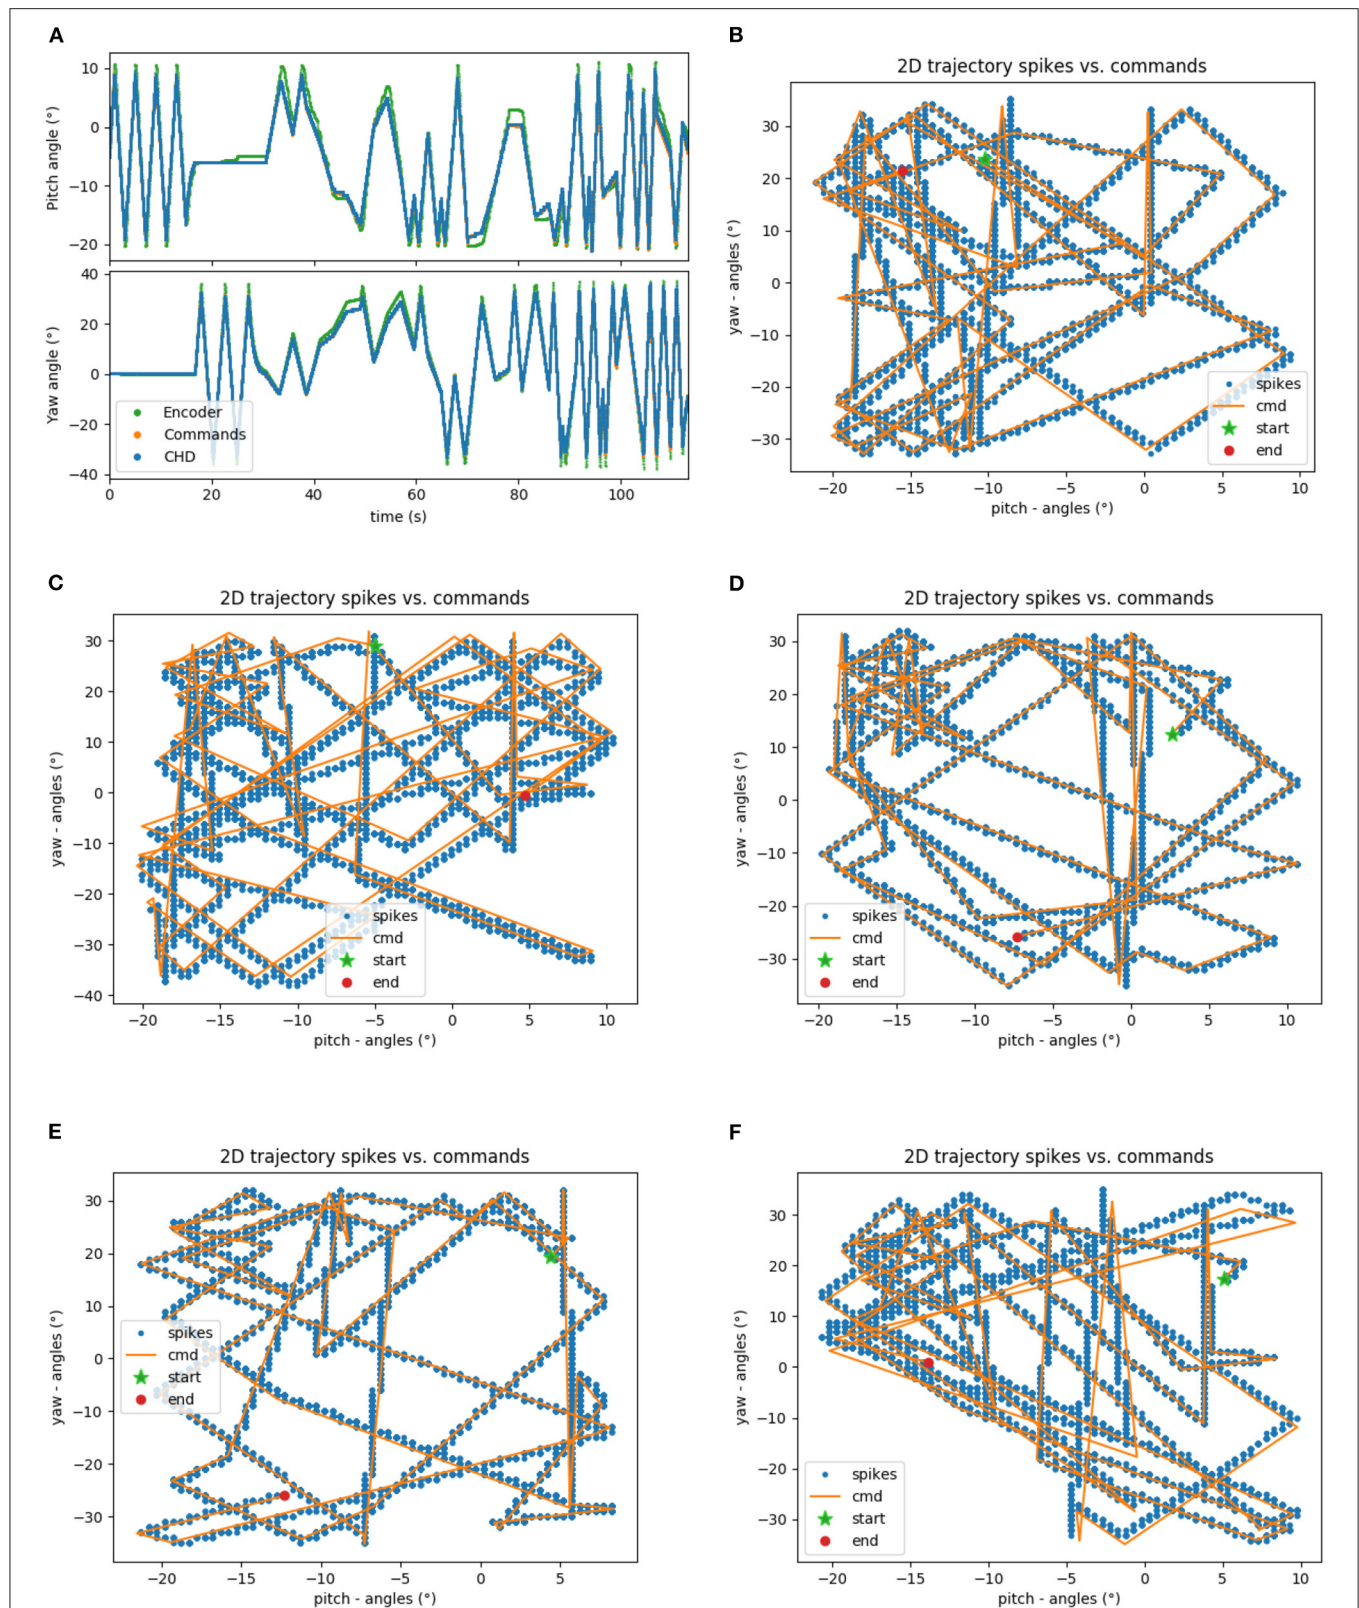 A
10
0
−10
−20
Pitch angle (°)
40
20
0
−20
−40
Yaw angle (°)
Encoder
Commands
CHD
0
20
40
60
80
100
time (s)
B
2D trajectory spikes vs. commands
30
20
10
0
−10
−20
−30
yaw - angles (°)
spikes
cmd
start
end
−20
−15
−10
−5
0
5
10
pitch - angles (°)
C
2D trajectory spikes vs. commands
30
20
10
0
−10
−20
−30
−40
yaw - angles (°)
spikes
cmd
start
end
−20
−15
−10
−5
0
5
10
pitch - angles (°)
D
2D trajectory spikes vs. commands
30
20
10
0
−10
−20
−30
yaw - angles (°)
spikes
cmd
start
end
−20
−15
−10
−5
0
5
10
pitch - angles (°)
E
2D trajectory spikes vs. commands
30
20
10
0
−10
−20
−30
yaw - angles (°)
spikes
cmd
start
end
−20
−15
−10
−5
0
5
pitch - angles (°)
F
2D trajectory spikes vs. commands
30
20
10
0
−10
−20
−30
yaw - angles (°)
spikes
cmd
start
end
−20
−15
−10
−5
0
5
10
pitch - angles (°)